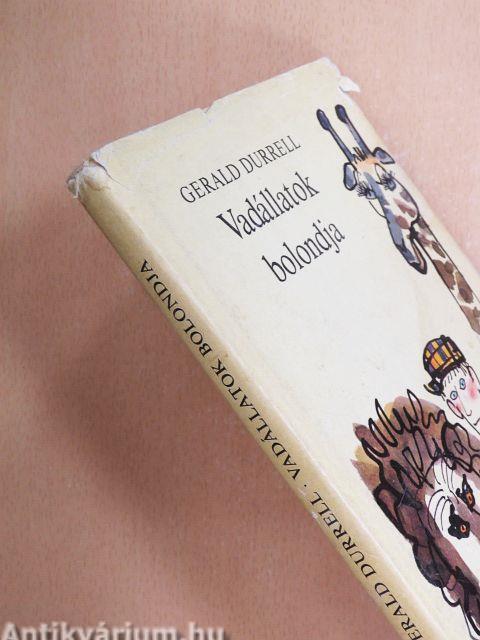 GERALD DURRELL
Vadállatok
bolondja
GERALD DURRELL · VADÁLLATOK BOLONDJA
Antikvárium.hu